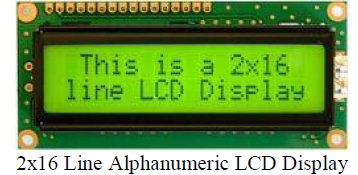 This is a 2x16
line LCD Display
2x16 Line Alphanumeric LCD Display